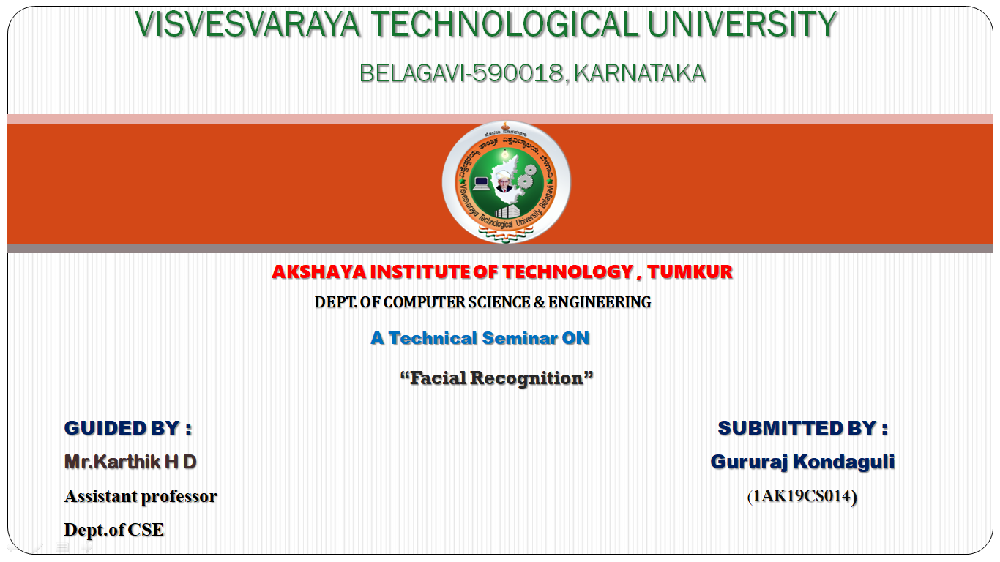 VISVESVARAYA TECHNOLOGICAL UNIVERSITY
BELAGAVI-590018, KARNATAKA
ಮೊದಲು ಮಾನವನಾಗು
ವಿಶ್ವೇಶ್ವರಯ್ಯ ತಾಂತ್ರಿಕ ವಿಶ್ವವಿದ್ಯಾಲಯ, ಬೆಳಗಾವಿ
Visvesvaraya Technological University, Belagavi
AKSHAYA INSTITUTE OF TECHNOLOGY , TUMKUR
DEPT. OF COMPUTER SCIENCE & ENGINEERING
A Technical Seminar ON
“Facial Recognition”
GUIDED BY :
Mr.Karthik H D
Assistant professor
Dept.of CSE
SUBMITTED BY :
Gururaj Kondaguli
(1AK19CS014)